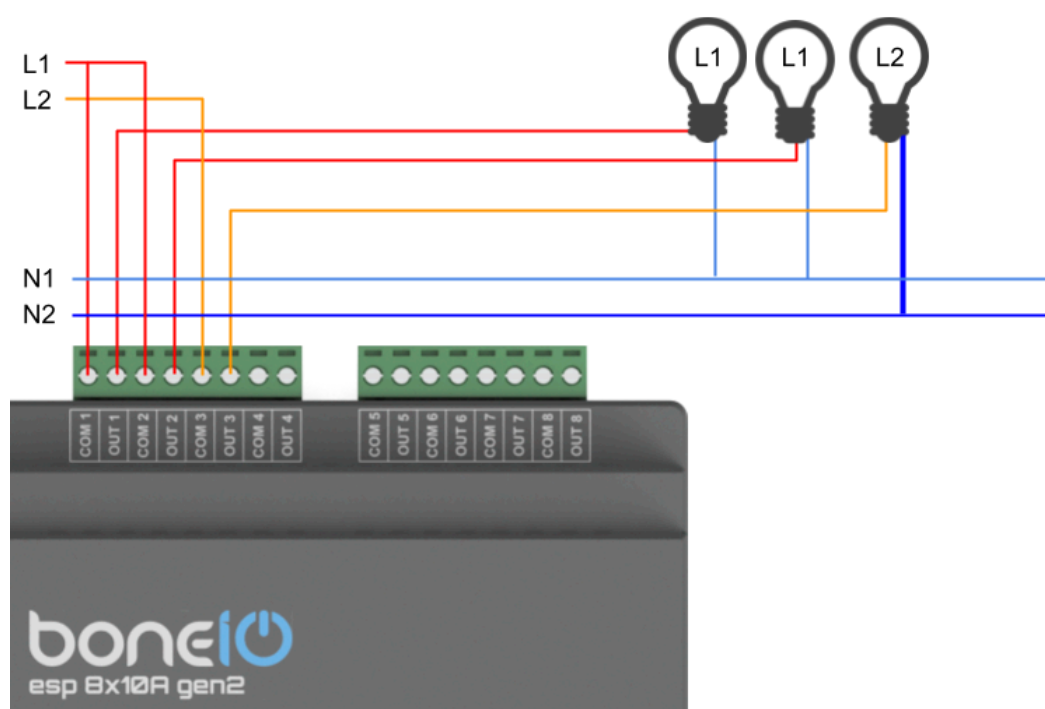 L1
L2
L1 L1 L2
N1
N2
COM 1 OUT 1 COM 2 OUT 2 COM 3 OUT 3 COM 4 OUT 4 COM 5 OUT 5 COM 6 OUT 6 COM 7 OUT 7 COM 8 OUT 8
boneiO
esp 8x10A gen2